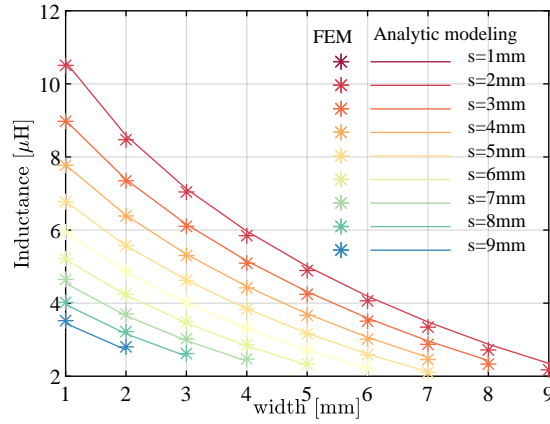 FEM Analytic modeling
s=1mm
s=2mm
s=3mm
s=4mm
s=5mm
s=6mm
s=7mm
s=8mm
s=9mm
12
10
8
6
4
2
Inductance [μH]
1 2 3 4 5 6 7 8 9
width [mm]